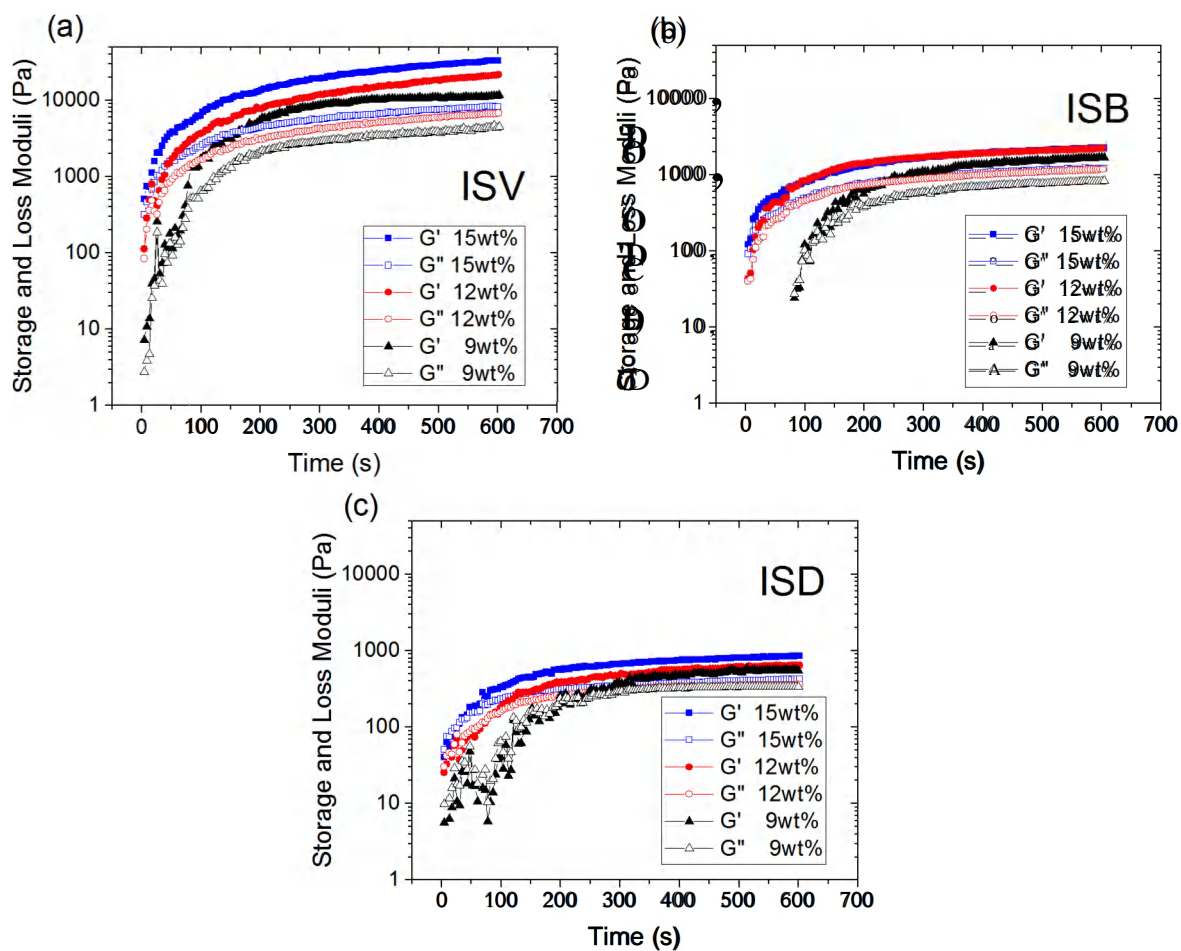 (a)
Storage and Loss Moduli (Pa)
10000
1000
100
10
1
ISV
G' 15wt%
G" 15wt%
G' 12wt%
G" 12wt%
G' 9wt%
G" 9wt%
0 100 200 300 400 500 600 700
Time (s)
(b)
Storage and Loss Moduli (Pa)
10000
1000
100
10
1
ISB
G' 15wt%
G" 15wt%
G' 12wt%
G" 12wt%
G' 9wt%
G" 9wt%
0 100 200 300 400 500 600 700
Time (s)
(c)
Storage and Loss Moduli (Pa)
10000
1000
100
10
1
ISD
G' 15wt%
G" 15wt%
G' 12wt%
G" 12wt%
G' 9wt%
G" 9wt%
0 100 200 300 400 500 600 700
Time (s)